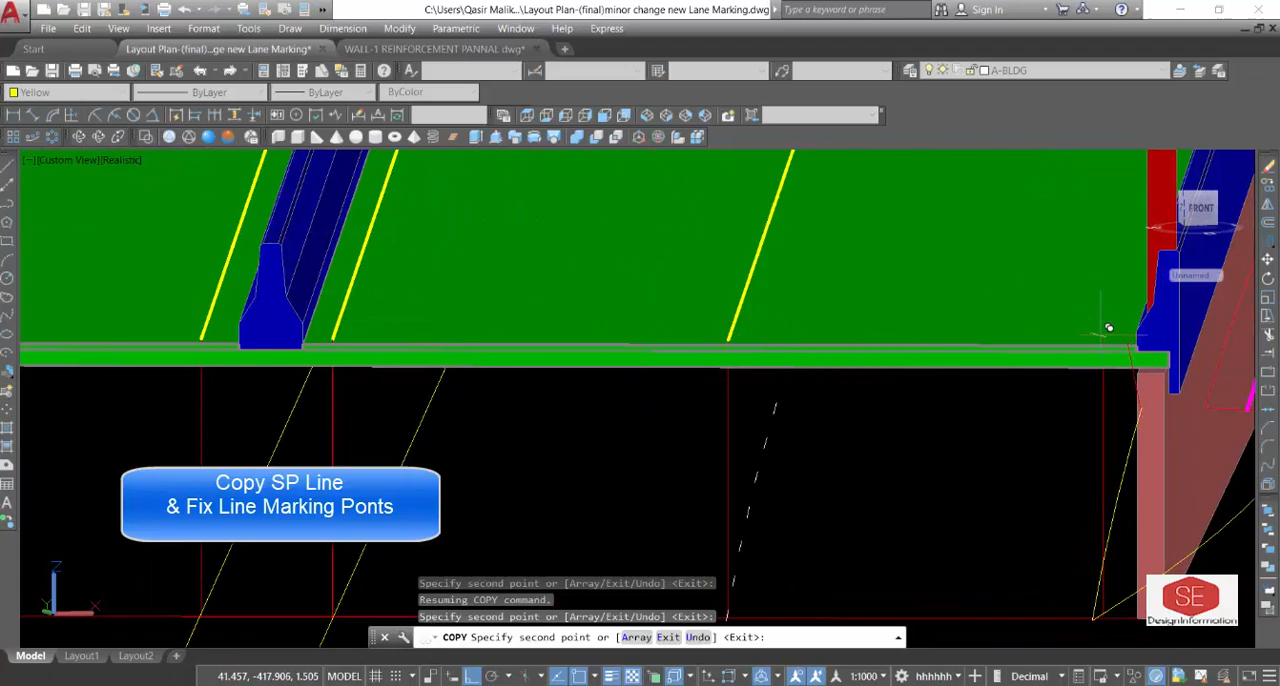 C:\Users\Qasir Malik...\Layout Plan-(final)minor change new Lane Marking.dwg
Type a keyword or phrase
Sign In
File Edit View Insert Format Tools Draw Dimension Modify Parametric Window Help Express
Start
Layout Plan-(final)...ge new Lane Marking*
WALL-1 REINFORCEMENT PANNAL.dwg*
A-BLDG
Yellow
ByLayer
ByLayer
ByColor
[−][Custom View][Realistic]
FRONT
Unnamed
Copy SP Line
& Fix Line Marking Ponts
Z
Y
X
SE
DesignInformation
Specify second point or [Array/Exit/Undo] <Exit>:
Resuming COPY command.
Specify second point or [Array/Exit/Undo] <Exit>:
COPY Specify second point or [Array Exit Undo] <Exit>:
Model Layout1 Layout2 +
41.457, -417.906, 1.505 MODEL
1:1000
hhhhhh
Decimal